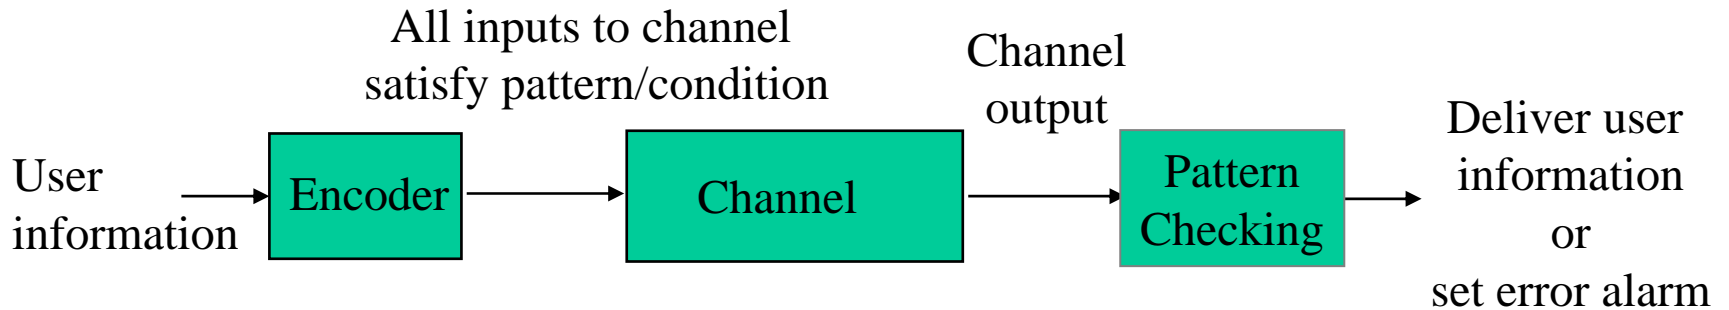 All inputs to channel
satisfy pattern/condition
Channel
output
User
information
Encoder
Channel
Pattern
Checking
Deliver user
information
or
set error alarm